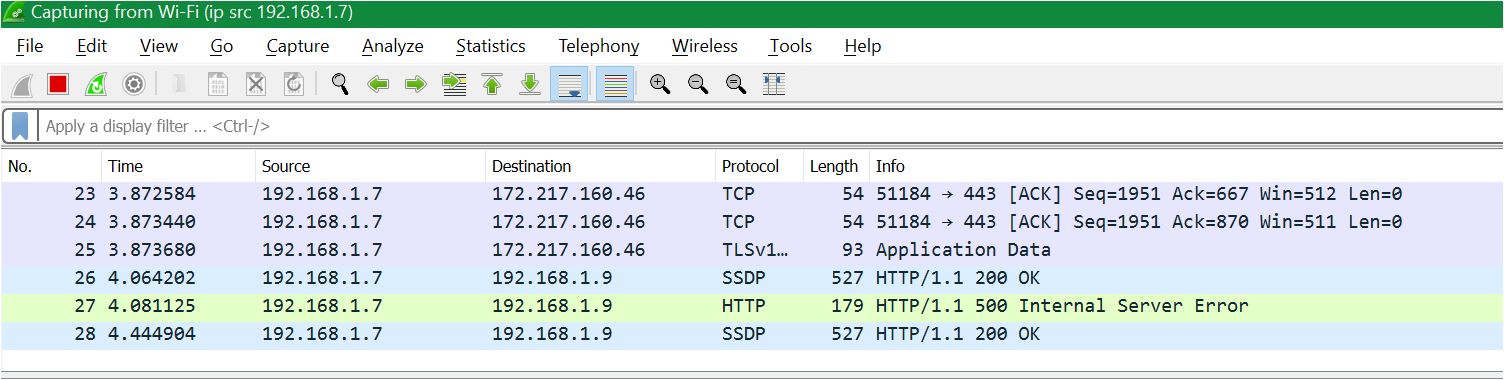 Capturing from Wi-Fi (ip src 192.168.1.7)
File Edit View Go Capture Analyze Statistics Telephony Wireless Tools Help
Apply a display filter ... <Ctrl-/>
No. Time Source Destination Protocol Length Info
23 3.872584 192.168.1.7 172.217.160.46 TCP 54 51184 → 443 [ACK] Seq=1951 Ack=667 Win=512 Len=0
24 3.873440 192.168.1.7 172.217.160.46 TCP 54 51184 → 443 [ACK] Seq=1951 Ack=870 Win=511 Len=0
25 3.873680 192.168.1.7 172.217.160.46 TLSv1… 93 Application Data
26 4.064202 192.168.1.7 192.168.1.9 SSDP 527 HTTP/1.1 200 OK
27 4.081125 192.168.1.7 192.168.1.9 HTTP 179 HTTP/1.1 500 Internal Server Error
28 4.444904 192.168.1.7 192.168.1.9 SSDP 527 HTTP/1.1 200 OK